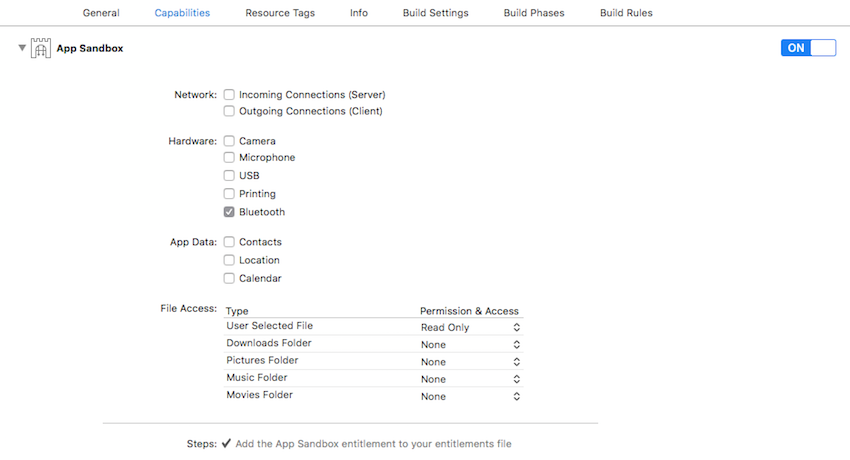 General Capabilities Resource Tags Info Build Settings Build Phases Build Rules
App Sandbox ON
Network: Incoming Connections (Server)
Outgoing Connections (Client)
Hardware: Camera
Microphone
USB
Printing
Bluetooth
App Data: Contacts
Location
Calendar
File Access: Type Permission & Access
User Selected File Read Only
Downloads Folder None
Pictures Folder None
Music Folder None
Movies Folder None
Steps: ✔ Add the App Sandbox entitlement to your entitlements file